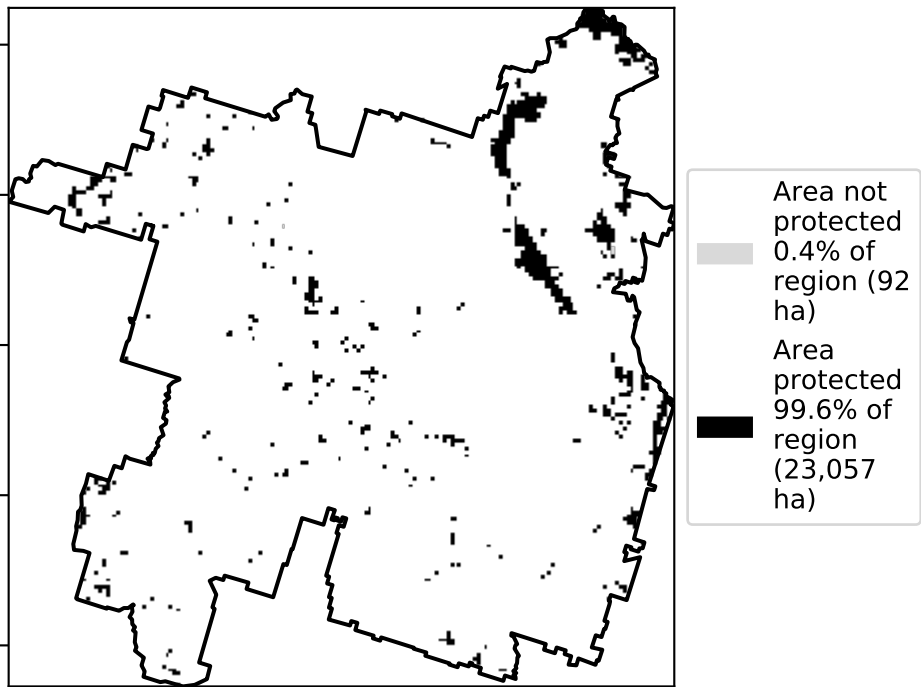 Area not
protected
0.4% of
region (92
ha)
Area
protected
99.6% of
region
(23,057
ha)